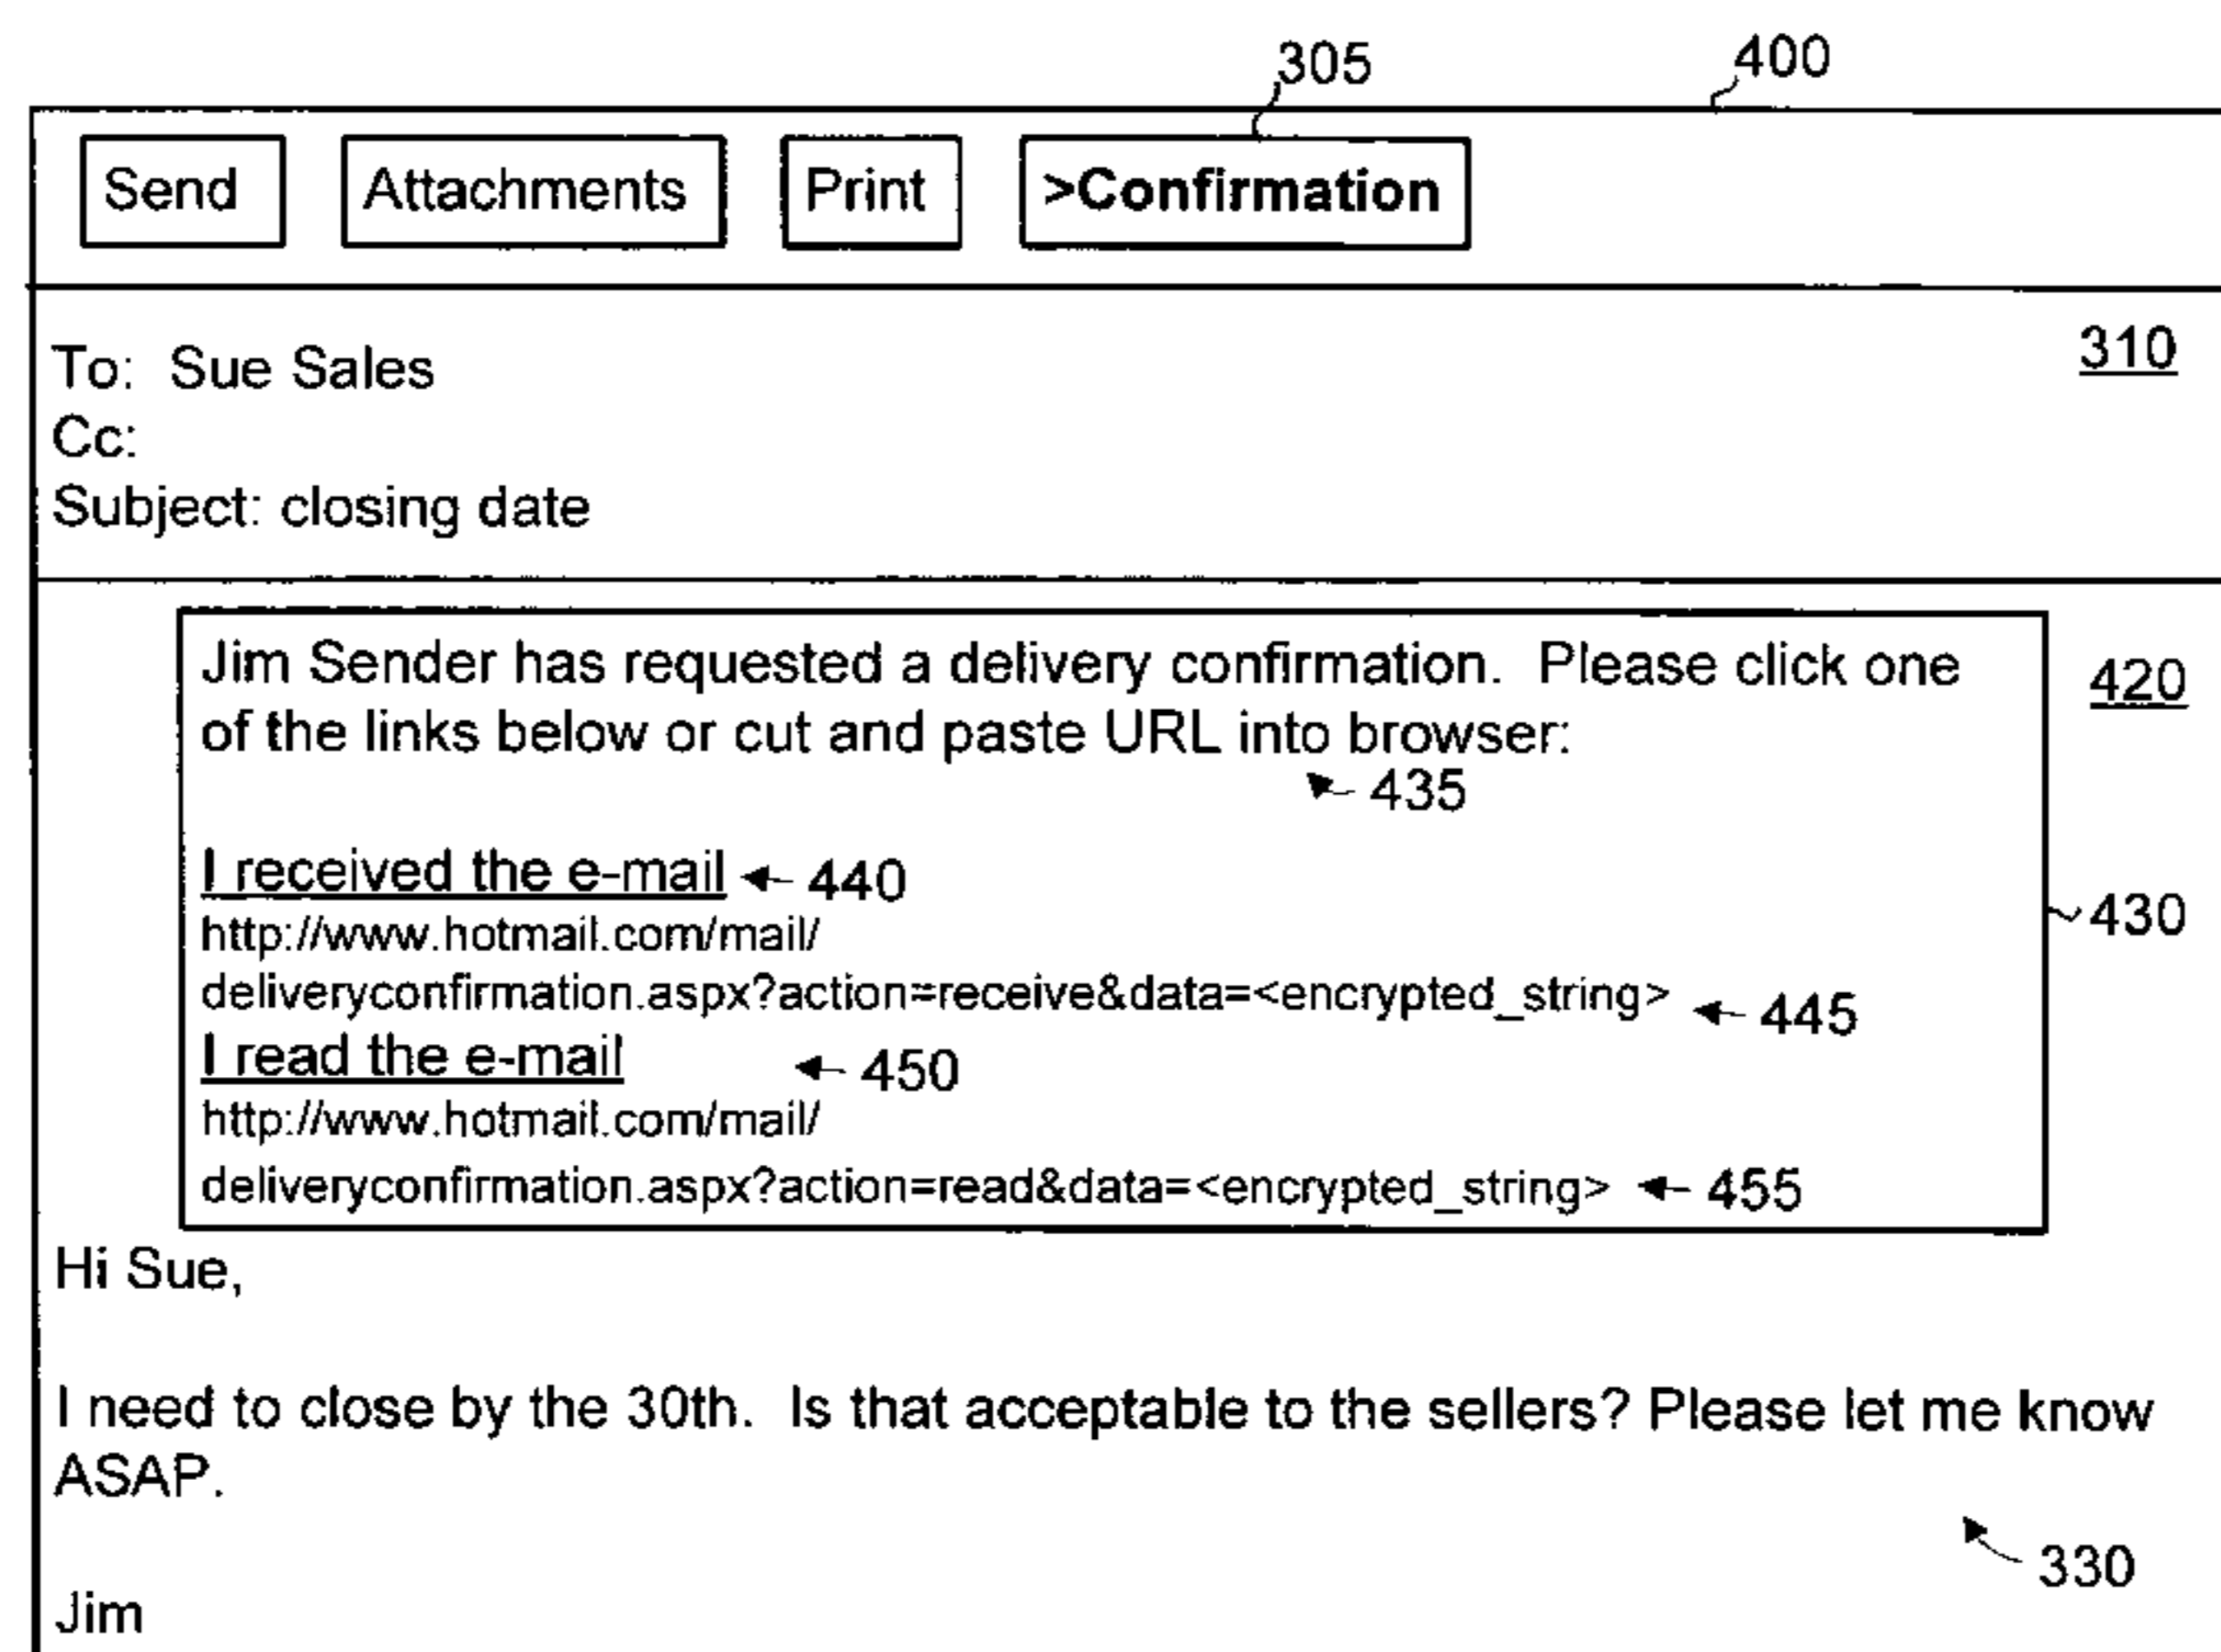 305 400
Send Attachments Print >Confirmation
310
To: Sue Sales
Cc:
Subject: closing date
Jim Sender has requested a delivery confirmation. Please click one
420
of the links below or cut and paste URL into browser:
435
I received the e-mail 440
http://www.hotmail.com/mail/
430
deliveryconfirmation.aspx?action=receive&data=<encrypted_string> 445
I read the e-mail 450
http://www.hotmail.com/mail/
deliveryconfirmation.aspx?action=read&data=<encrypted_string> 455
Hi Sue,
I need to close by the 30th. Is that acceptable to the sellers? Please let me know
ASAP.
330
Jim